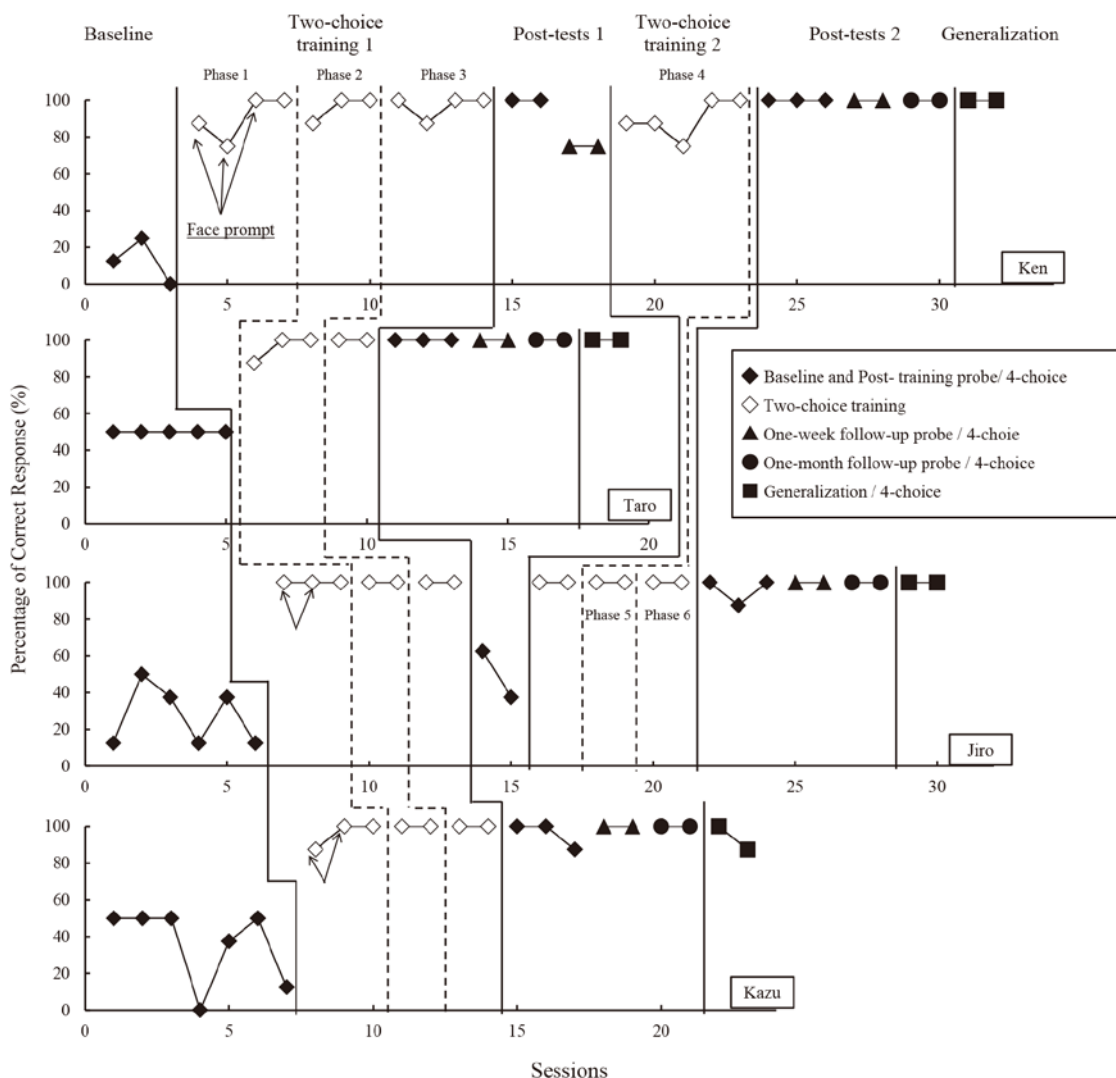 Baseline
Two-choice
training 1
Post-tests 1
Two-choice
training 2
Post-tests 2
Generalization
Phase 1
Phase 2
Phase 3
Phase 4
100
80
60
40
20
0
Face prompt
Ken
0 5 10 15 20 25 30
100
80
60
40
20
0
Taro
0 5 10 15 20
Baseline and Post- training probe/ 4-choice
Two-choice training
One-week follow-up probe / 4-choie
One-month follow-up probe / 4-choice
Generalization / 4-choice
Percentage of Correct Response (%)
100
80
60
40
20
0
Phase 5
Phase 6
Jiro
0 5 10 15 20 25 30
100
80
60
40
20
0
Kazu
0 5 10 15 20
Sessions